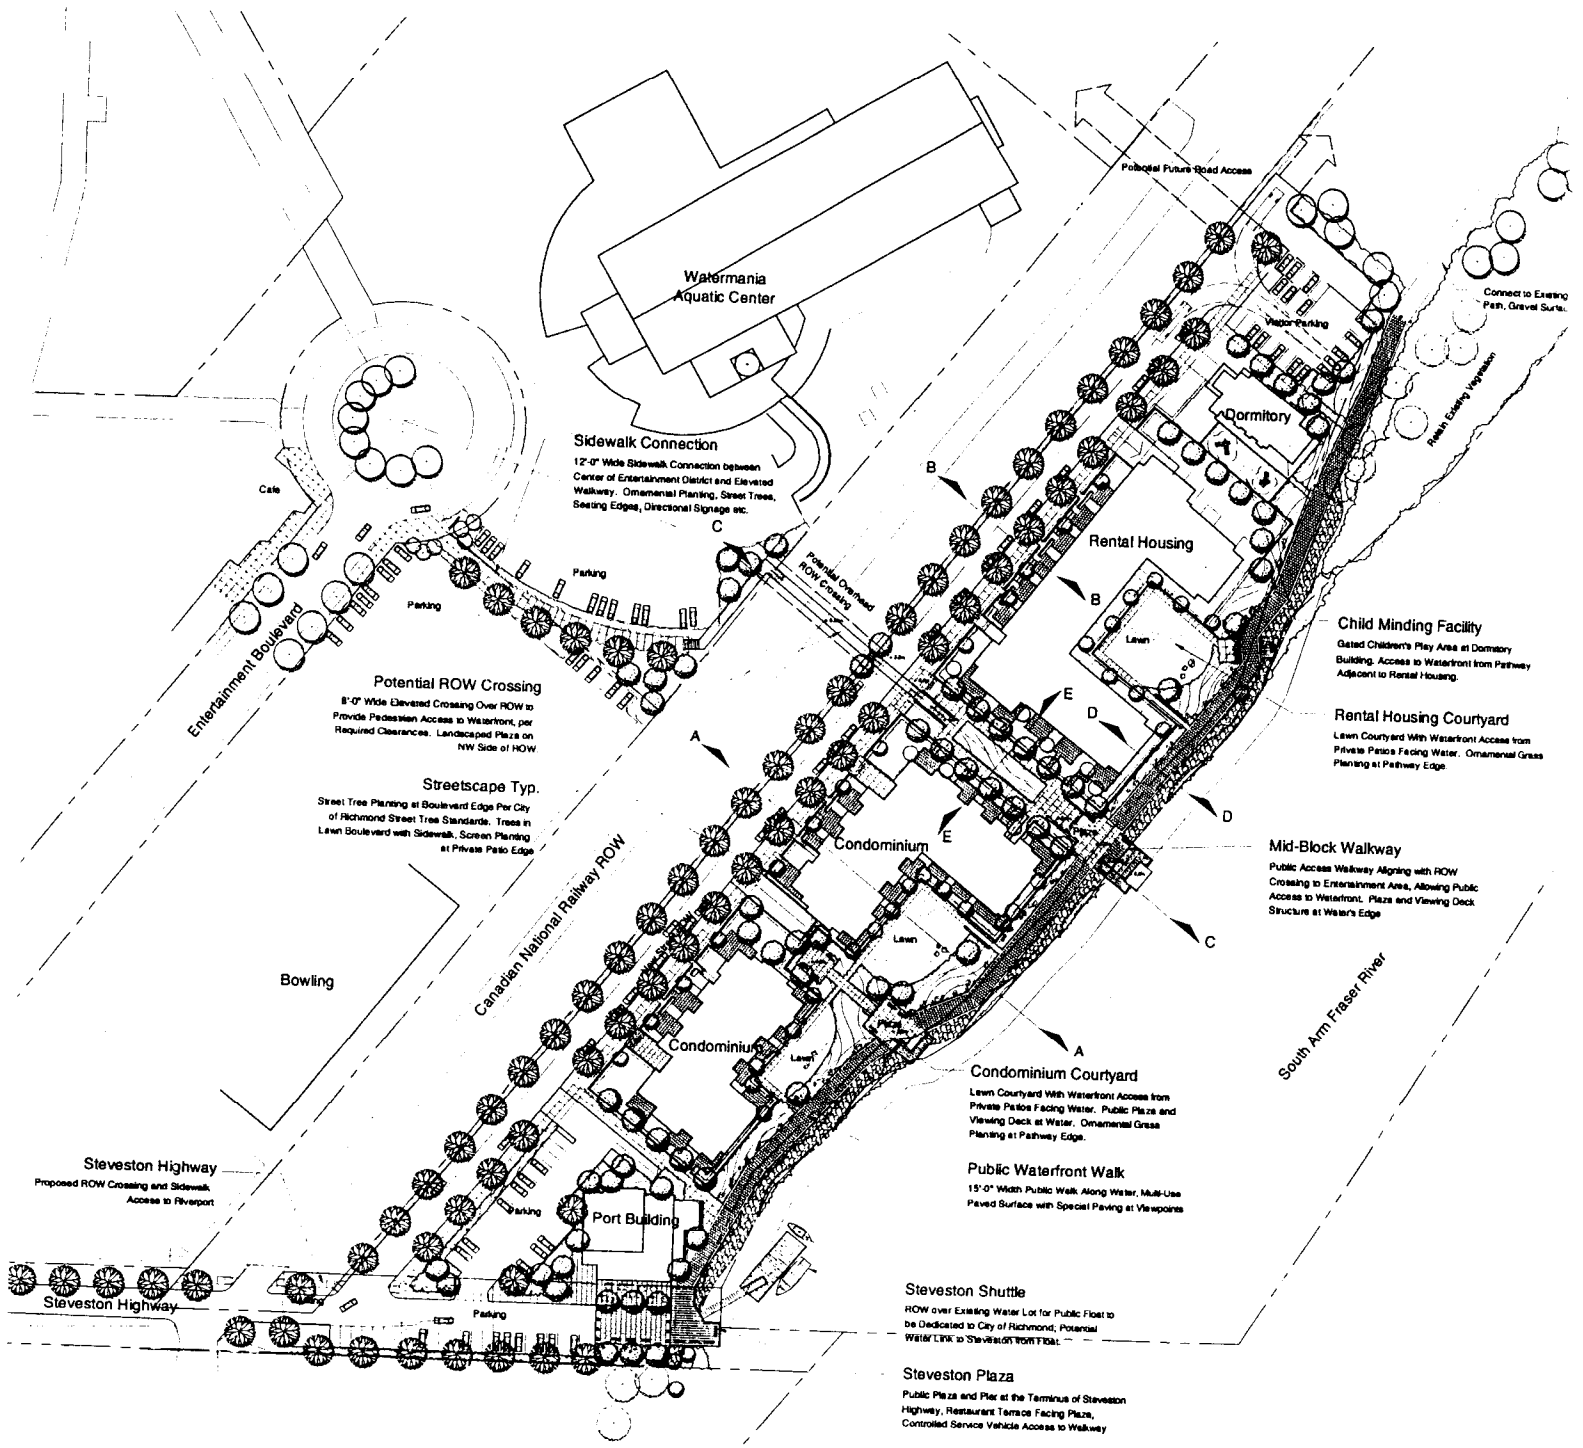 Potential Future Road Access
Watermania
Aquatic Center
Connect to Existing
Path, Gravel Surfac
Visitor Parking
Retain Existing Vegetation
Dormitory
Sidewalk Connection
12'-0" Wide Sidewalk Connection between
Center of Entertainment District and Elevated
Walkway. Ornamental Planting, Street Trees,
Seating Edges, Directional Signage etc.
Cafe
B
C
Rental Housing
Potential Overhead
ROW Crossing
Parking
Parking
B
Entertainment Boulevard
Lawn
Child Minding Facility
Gated Children's Play Area at Dormitory
Building. Access to Waterfront from Pathway
Adjacent to Rental Housing.
Potential ROW Crossing
8'-0" Wide Elevated Crossing Over ROW to
Provide Pedestrian Access to Waterfront, per
Required Clearances. Landscaped Plaza on
NW Side of ROW
E
D
Rental Housing Courtyard
Lawn Courtyard With Waterfront Access from
Private Patios Facing Water. Ornamental Grass
Planting at Pathway Edge.
A
Streetscape Typ.
Street Tree Planting at Boulevard Edge Per City
of Richmond Street Tree Standards. Trees in
Lawn Boulevard with Sidewalk, Screen Planting
at Private Patio Edge
D
E
Plaza
Condominium
Mid-Block Walkway
Public Access Walkway Aligning with ROW
Crossing to Entertainment Area, Allowing Public
Access to Waterfront. Plaza and Viewing Deck
Structure at Water's Edge
Canadian National Railway ROW
Lawn
C
Bowling
South Arm Fraser River
Plaza
Condominium
Lawn
A
Condominium Courtyard
Lawn Courtyard With Waterfront Access from
Private Patios Facing Water. Public Plaza and
Viewing Deck at Water. Ornamental Grass
Planting at Pathway Edge.
Steveston Highway
Proposed ROW Crossing and Sidewalk
Access to Riverport
Public Waterfront Walk
15'-0" Width Public Walk Along Water, Multi-Use
Paved Surface with Special Paving at Viewpoints
Parking
Port Building
Steveston Highway
Parking
Steveston Shuttle
ROW over Existing Water Lot for Public Float to
be Dedicated to City of Richmond; Potential
Water Link to Steveston from Float.
Steveston Plaza
Public Plaza and Pier at the Terminus of Steveston
Highway, Restaurant Terrace Facing Plaza,
Controlled Service Vehicle Access to Walkway